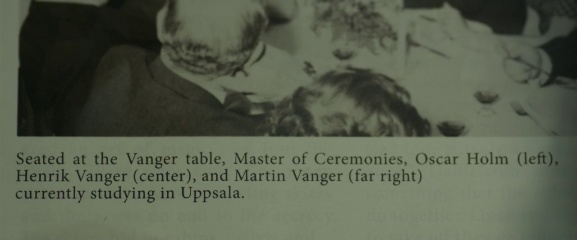 Seated at the Vanger table, Master of Ceremonies, Oscar Holm (left),
Henrik Vanger (center), and Martin Vanger (far right)
currently studying in Uppsala.